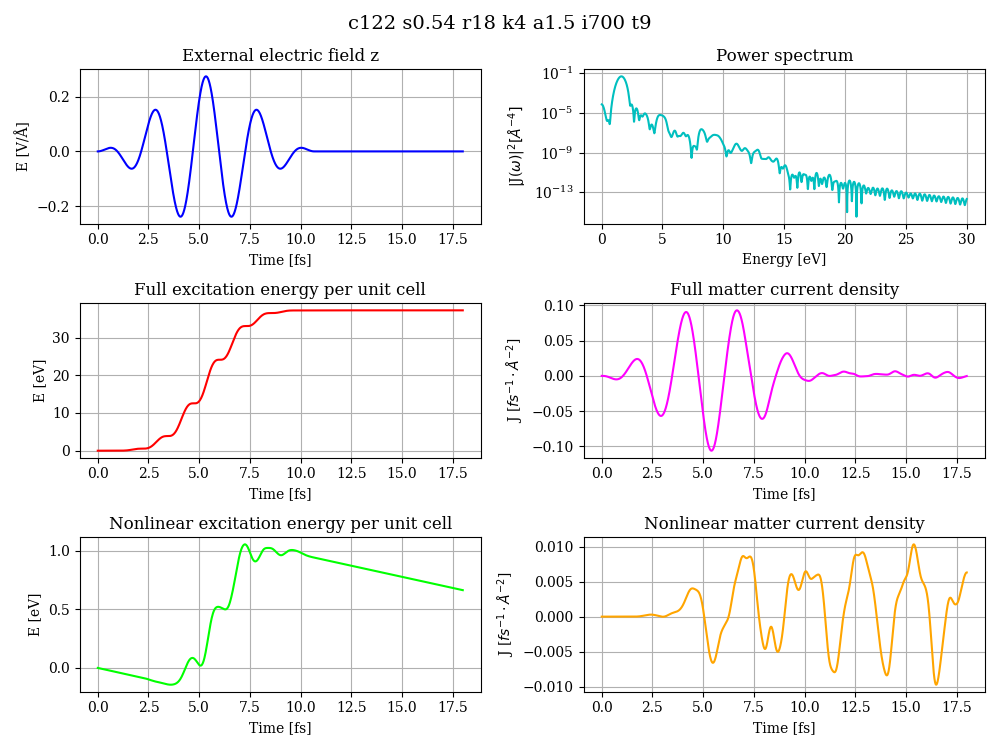 c122 s0.54 r18 k4 a1.5 i700 t9
External electric field z
E [V/Å]
0.2
0.0
−0.2
0.0 2.5 5.0 7.5 10.0 12.5 15.0 17.5
Time [fs]
Power spectrum
|J(ω)|² [Å⁻⁴]
10⁻¹
10⁻⁵
10⁻⁹
10⁻¹³
0 5 10 15 20 25 30
Energy [eV]
Full excitation energy per unit cell
E [eV]
30
20
10
0
0.0 2.5 5.0 7.5 10.0 12.5 15.0 17.5
Time [fs]
Full matter current density
J [fs⁻¹ · Å⁻²]
0.10
0.05
0.00
−0.05
−0.10
0.0 2.5 5.0 7.5 10.0 12.5 15.0 17.5
Time [fs]
Nonlinear excitation energy per unit cell
E [eV]
1.0
0.5
0.0
0.0 2.5 5.0 7.5 10.0 12.5 15.0 17.5
Time [fs]
Nonlinear matter current density
J [fs⁻¹ · Å⁻²]
0.010
0.005
0.000
−0.005
−0.010
0.0 2.5 5.0 7.5 10.0 12.5 15.0 17.5
Time [fs]